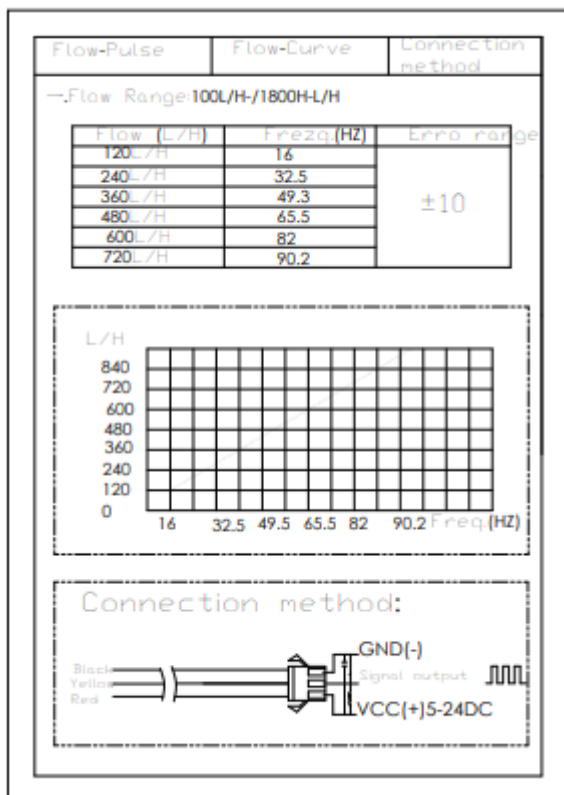 Flow-Pulse Flow-Curve Connection method
一.Flow Range:100L/H-/1800H-L/H
Flow (L/H) Frezq.(HZ) Erro range
120L/H 16
240L/H 32.5
360L/H 49.3
480L/H 65.5
600L/H 82
720L/H 90.2
±10
L/H
840
720
600
480
360
240
120
0
16 32.5 49.5 65.5 82 90.2 Freq.(HZ)
Connection method:
GND(-)
Black
Yellow Signal output
Red
VCC(+)5-24DC